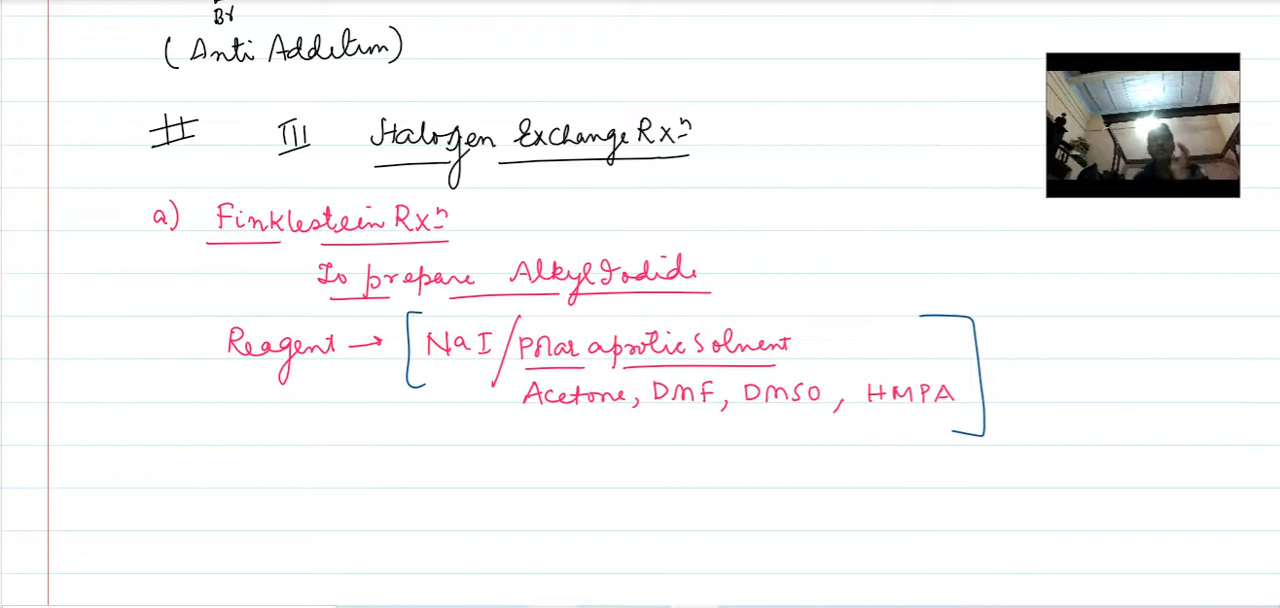 Br
(Anti Addition)
# III Halogen Exchange Rxn
a) Finklestein Rxn
To prepare Alkyl Iodide
Reagent → [NaI/Polar aprotic Solvent
Acetone, DMF, DMSO, HMPA]